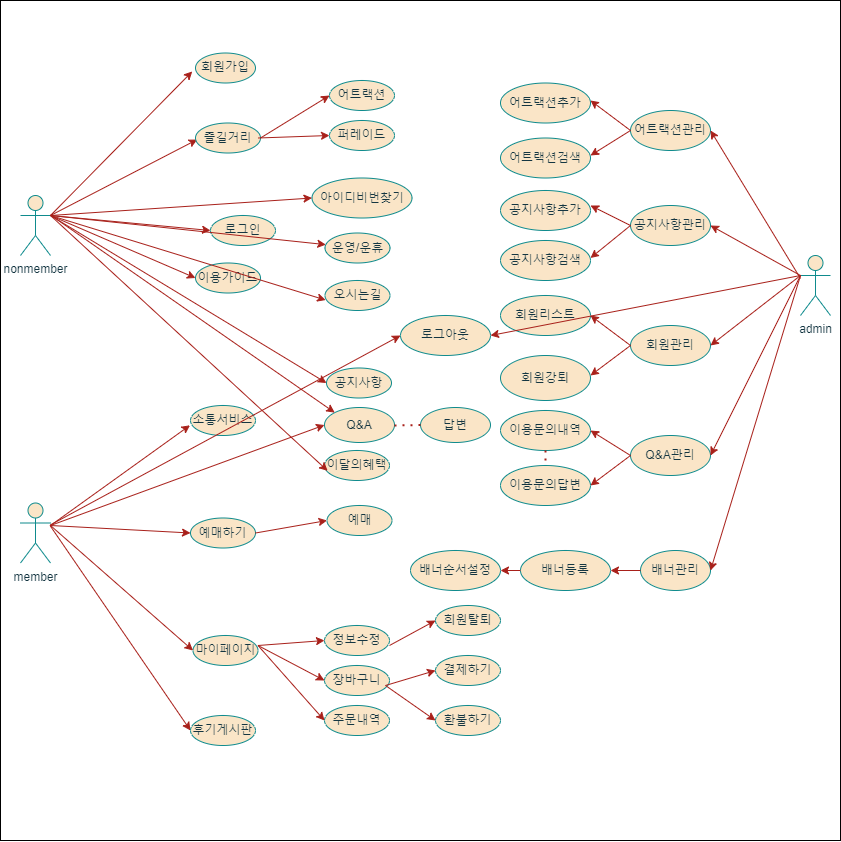 회원가입
즐길거리
어트랙션
퍼레이드
아이디비번찾기
로그인
운영/운휴
이용가이드
오시는길
nonmember
로그아웃
공지사항
소통서비스
Q&A
답변
이달의혜택
예매하기
예매
member
마이페이지
정보수정
회원탈퇴
장바구니
결제하기
주문내역
환불하기
후기게시판
어트랙션추가
어트랙션관리
어트랙션검색
공지사항추가
공지사항관리
공지사항검색
admin
회원리스트
회원관리
회원강퇴
이용문의내역
Q&A관리
이용문의답변
배너순서설정
배너등록
배너관리